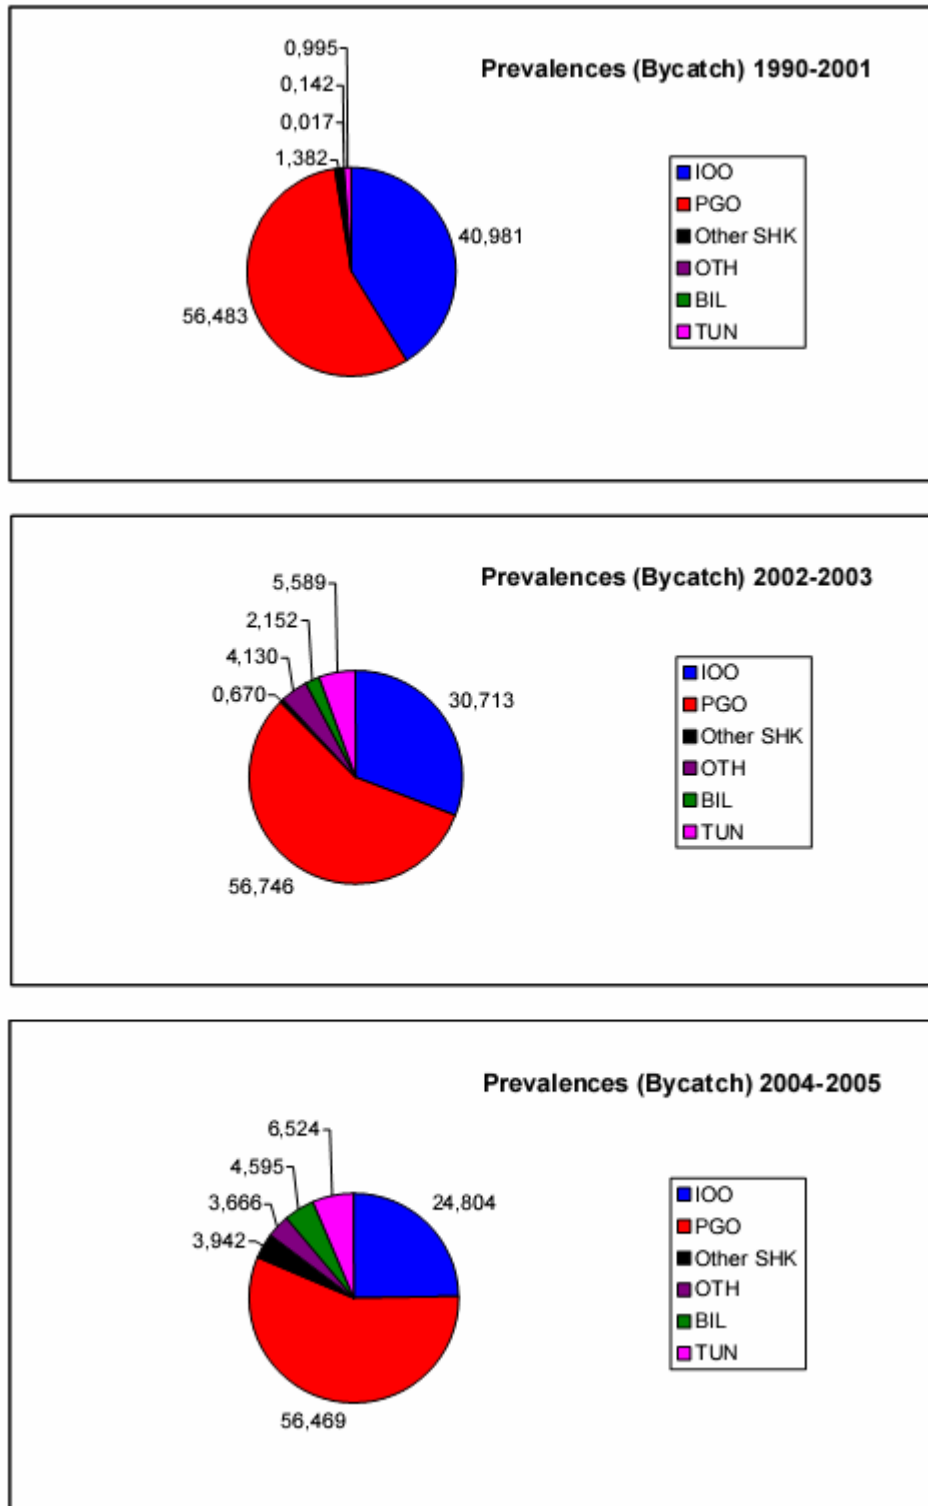 Prevalences (Bycatch) 1990-2001
0,995
0,142
0,017
1,382
40,981
56,483
IOO
PGO
Other SHK
OTH
BIL
TUN
Prevalences (Bycatch) 2002-2003
5,589
2,152
4,130
0,670
30,713
56,746
IOO
PGO
Other SHK
OTH
BIL
TUN
Prevalences (Bycatch) 2004-2005
6,524
4,595
3,666
3,942
24,804
56,469
IOO
PGO
Other SHK
OTH
BIL
TUN